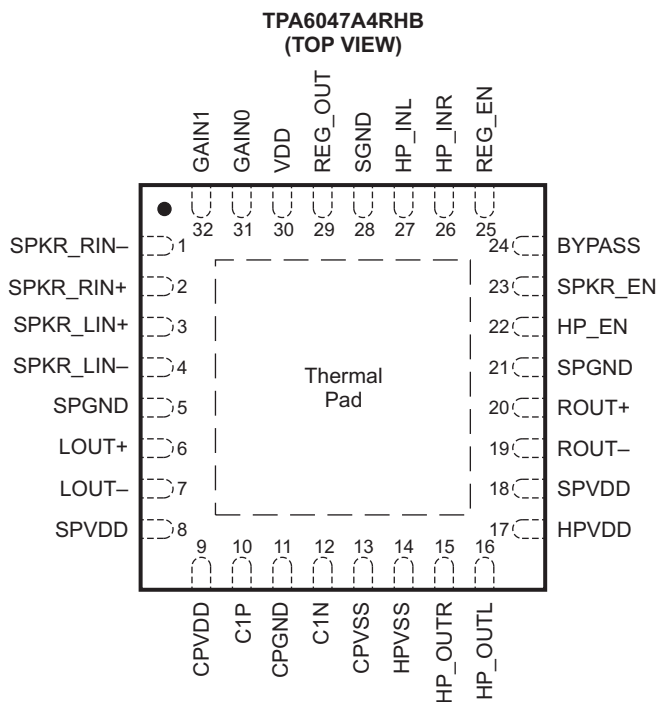 TPA6047A4RHB
(TOP VIEW)
GAIN1
GAIN0
VDD
REG_OUT
SGND
HP_INL
HP_INR
REG_EN
32 31 30 29 28 27 26 25
SPKR_RIN– 1
SPKR_RIN+ 2
SPKR_LIN+ 3
SPKR_LIN– 4
SPGND 5
LOUT+ 6
LOUT– 7
SPVDD 8
Thermal
Pad
24 BYPASS
23 SPKR_EN
22 HP_EN
21 SPGND
20 ROUT+
19 ROUT–
18 SPVDD
17 HPVDD
9 10 11 12 13 14 15 16
CPVDD
C1P
CPGND
C1N
CPVSS
HPVSS
HP_OUTR
HP_OUTL